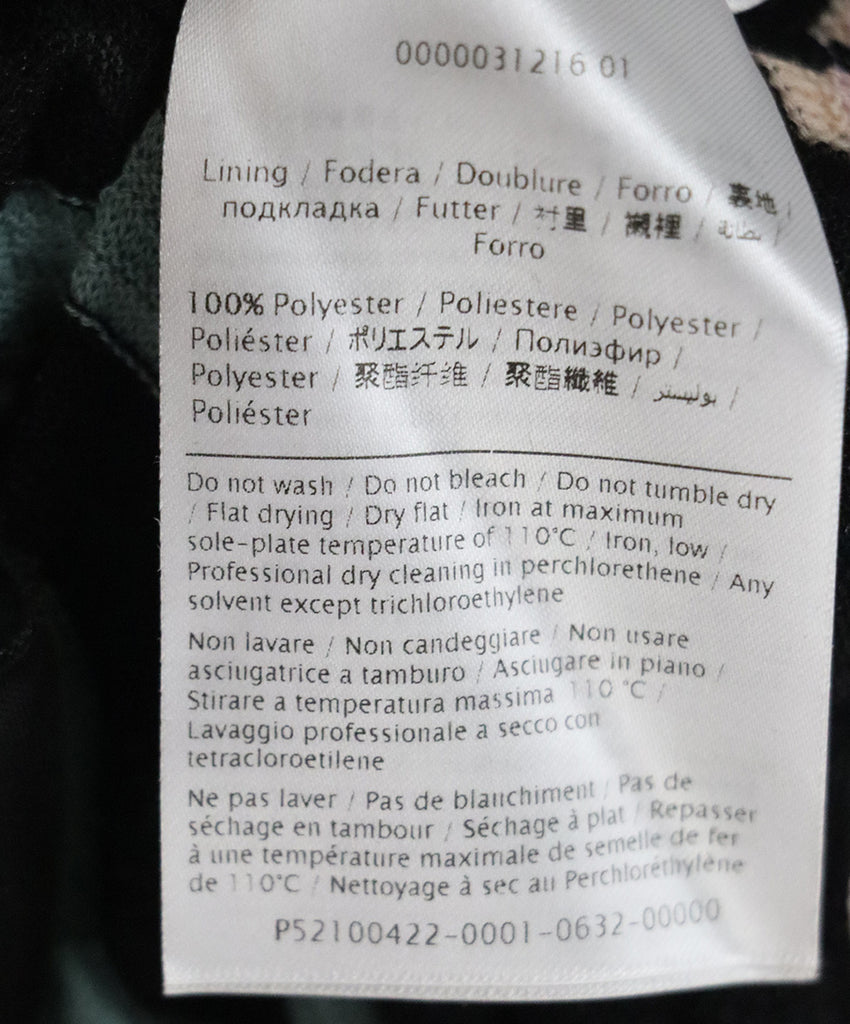 0000031216 01
Lining / Fodera / Doublure / Forro / 裏地 /
подкладка / Futter / 衬里 / 襯裡 / بطانة /
Forro
100% Polyester / Poliestere / Polyester /
Poliéster / ポリエステル / Полиэфир /
Polyester / 聚酯纤维 / 聚酯纖維 / بوليستر /
Poliéster
Do not wash / Do not bleach / Do not tumble dry
/ Flat drying / Dry flat / Iron at maximum
sole-plate temperature of 110°C / Iron, low /
Professional dry cleaning in perchlorethene / Any
solvent except trichloroethylene
Non lavare / Non candeggiare / Non usare
asciugatrice a tamburo / Asciugare in piano /
Stirare a temperatura massima 110 °C /
Lavaggio professionale a secco con
tetracloroetilene
Ne pas laver / Pas de blanchiment / Pas de
séchage en tambour / Séchage à plat / Repasser
à une température maximale de semelle de fer
de 110°C / Nettoyage à sec au Perchloréthylène
P52100422-0001-0632-00000